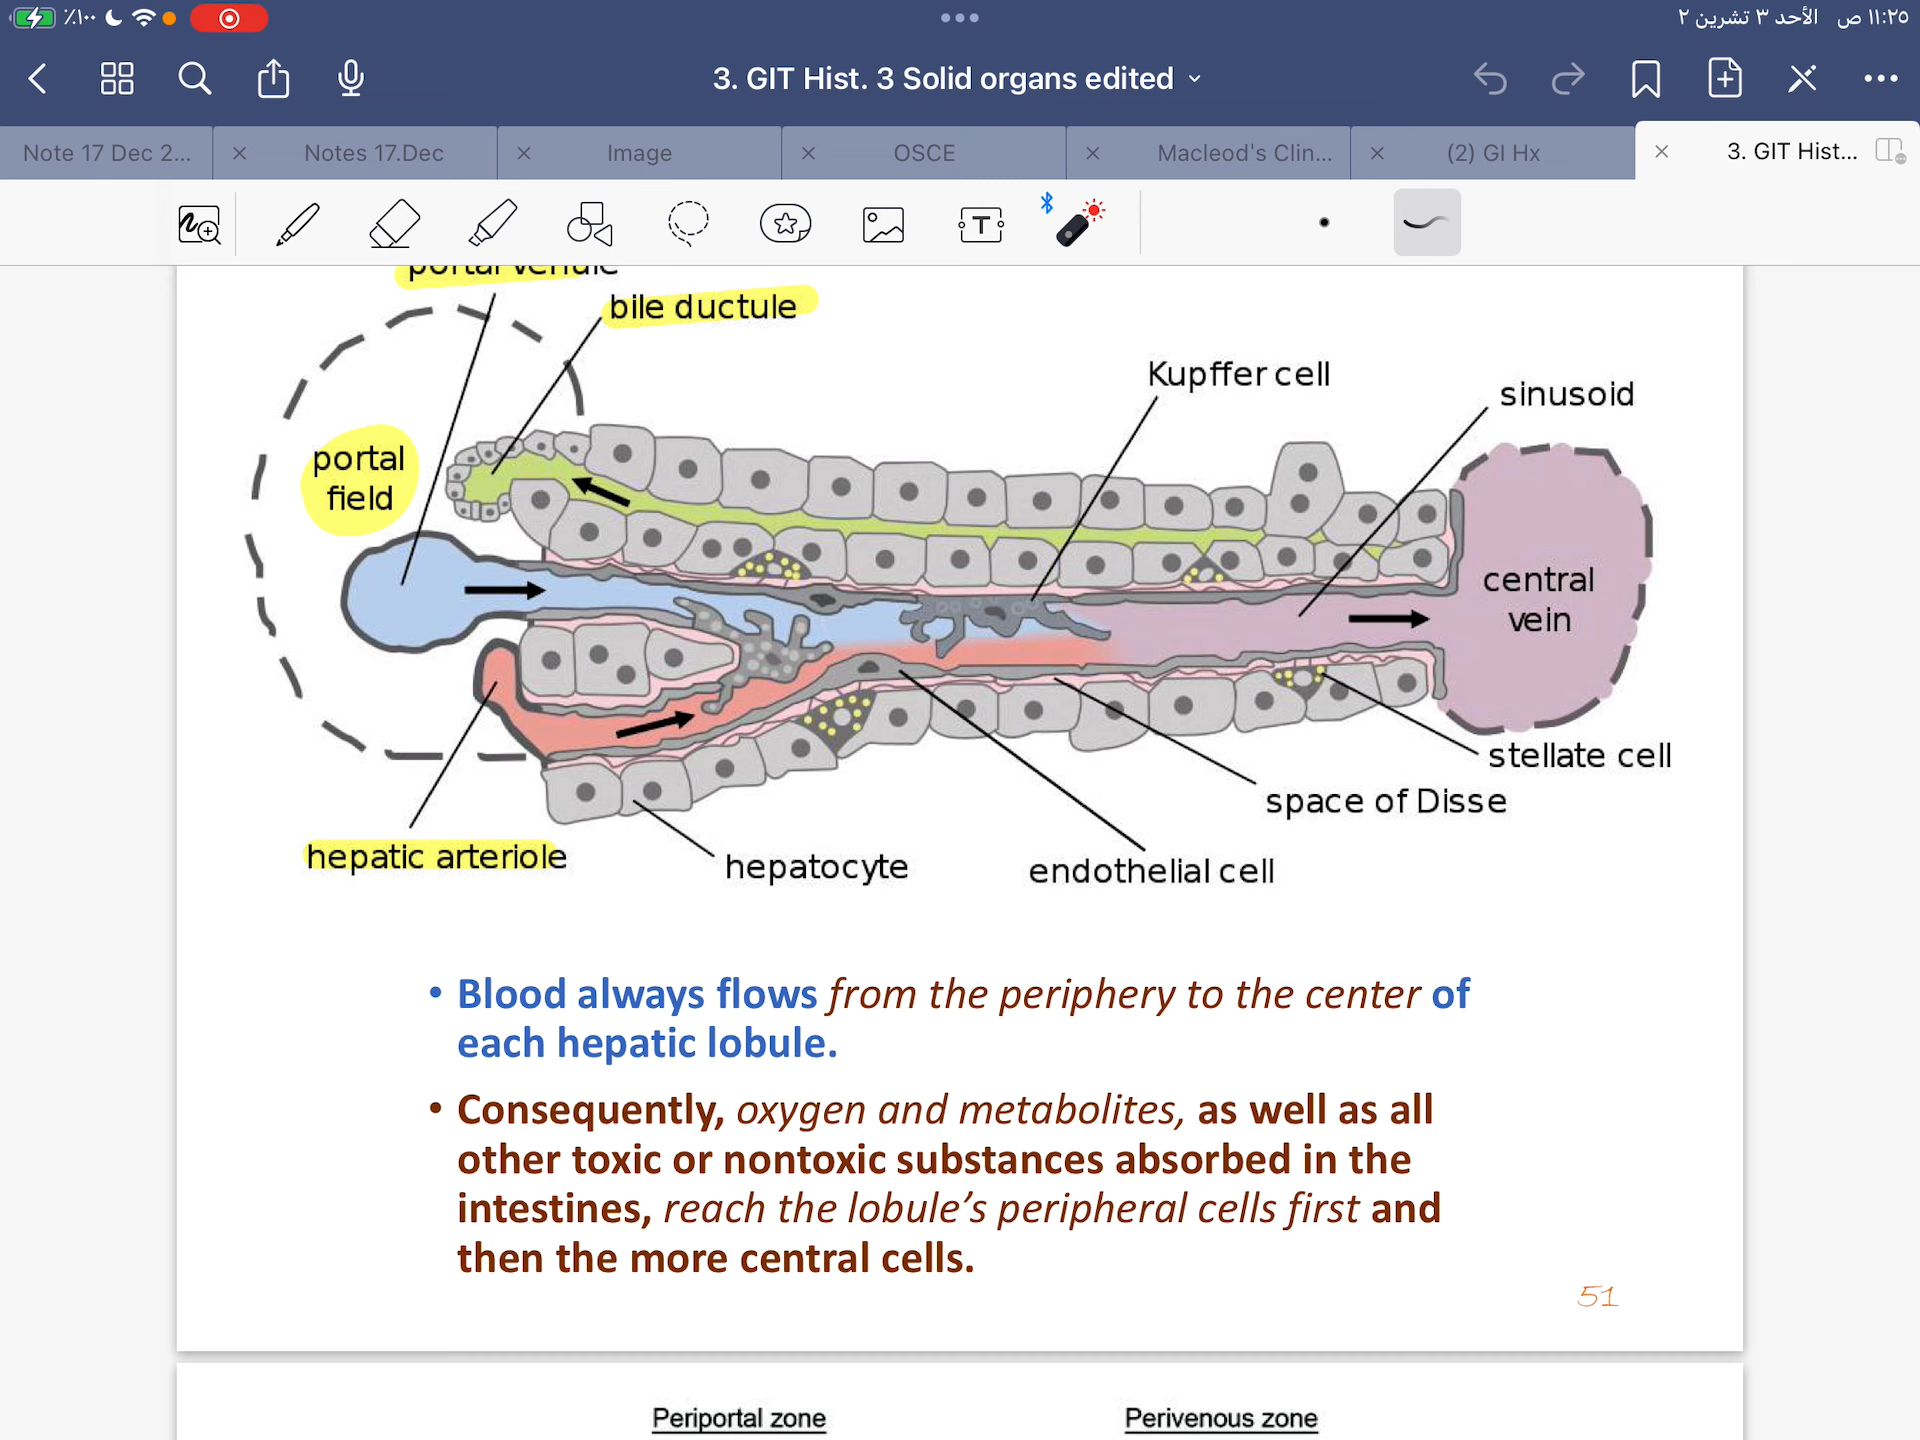 ٪١٠٠
١١:٢٥ ص الأحد ٣ تشرين ٢
3. GIT Hist. 3 Solid organs edited
Note 17 Dec 2...
Notes 17.Dec
Image
OSCE
Macleod's Clin...
(2) GI Hx
3. GIT Hist...
T
portal venule
bile ductule
Kupffer cell
sinusoid
portal
field
central
vein
stellate cell
space of Disse
hepatic arteriole
hepatocyte
endothelial cell
• Blood always flows from the periphery to the center of
each hepatic lobule.
• Consequently, oxygen and metabolites, as well as all
other toxic or nontoxic substances absorbed in the
intestines, reach the lobule’s peripheral cells first and
then the more central cells.
51
Periportal zone
Perivenous zone